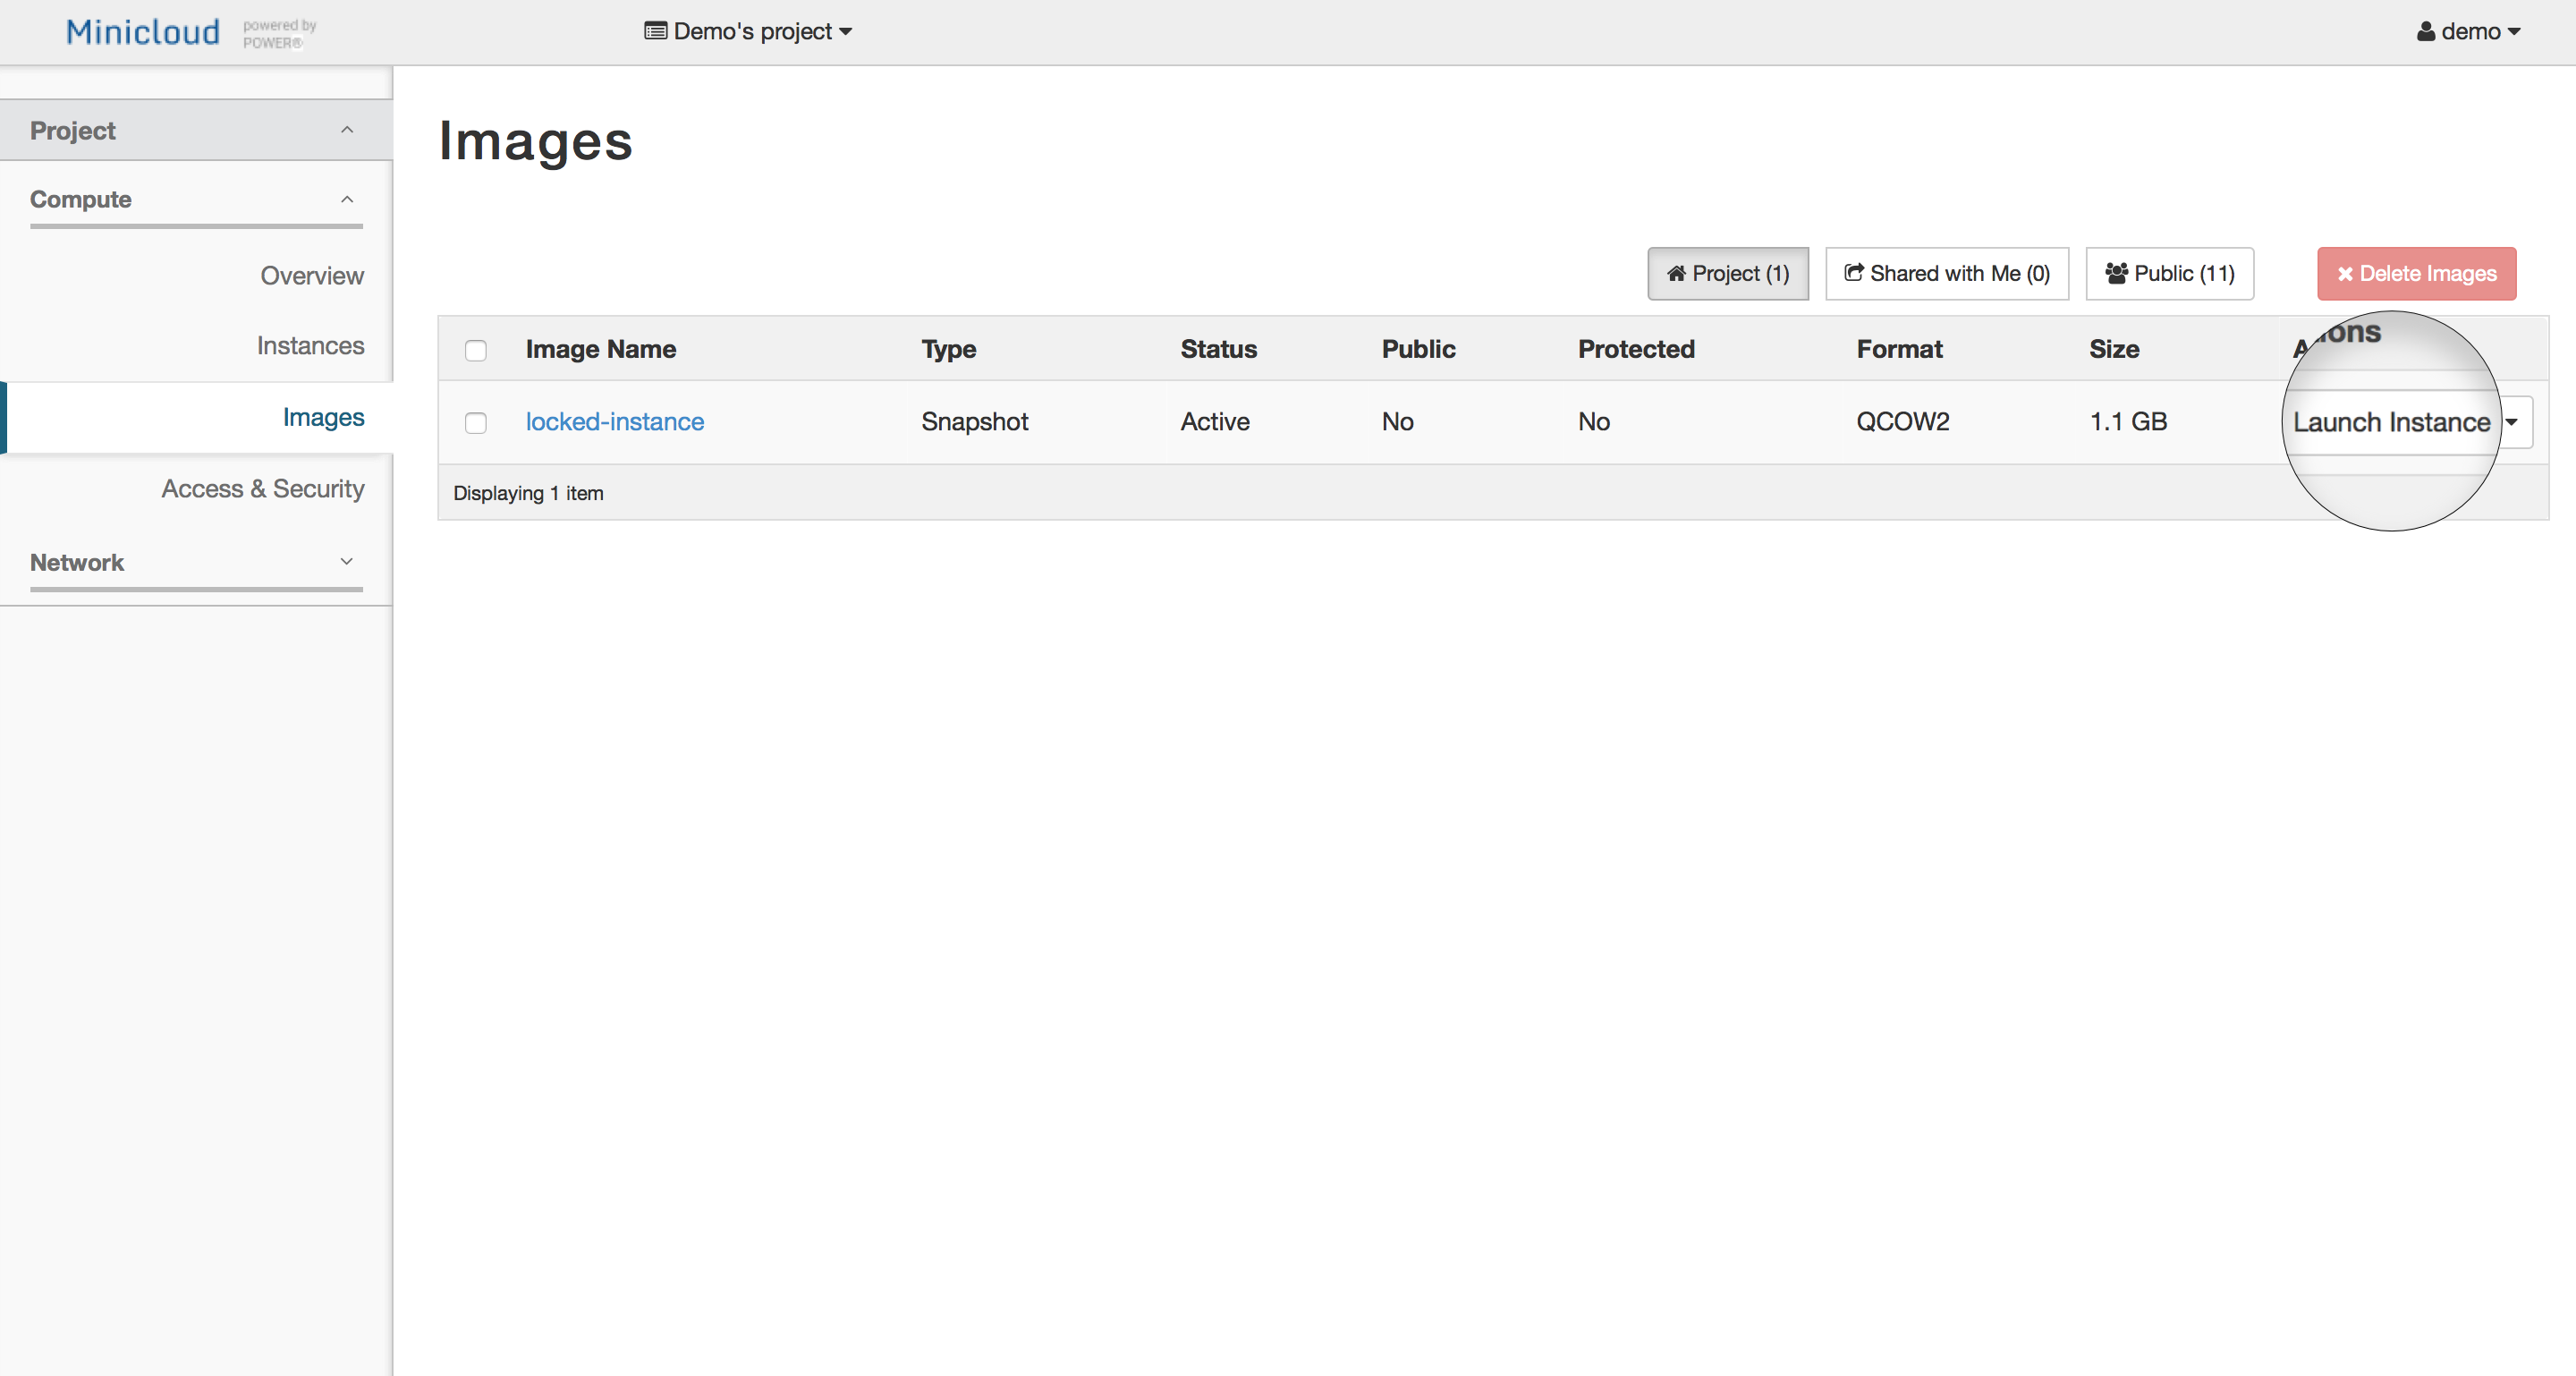 Minicloud powered by POWER® Demo's project demo
Project
Compute
Overview
Instances
Images
Access & Security
Network
Images
Project (1) Shared with Me (0) Public (11) Delete Images
Image Name Type Status Public Protected Format Size
locked-instance Snapshot Active No No QCOW2 1.1 GB Launch Instance
Displaying 1 item